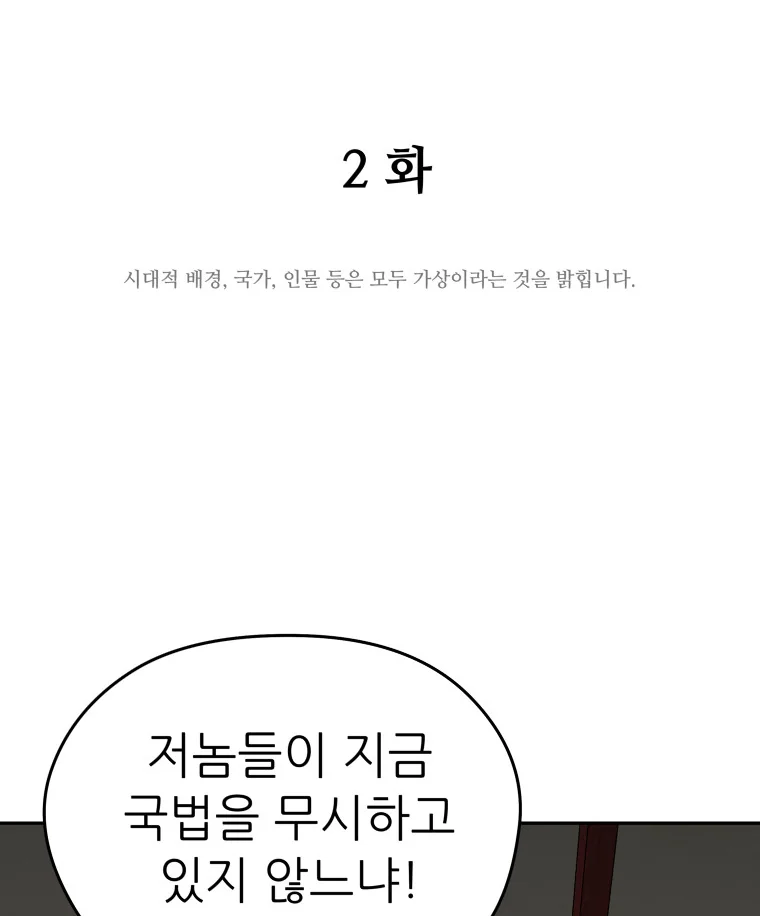 2 화
시대적 배경, 국가, 인물 등은 모두 가상이라는 것을 밝힙니다.
저놈들이 지금
국법을 무시하고
있지 않느냐!